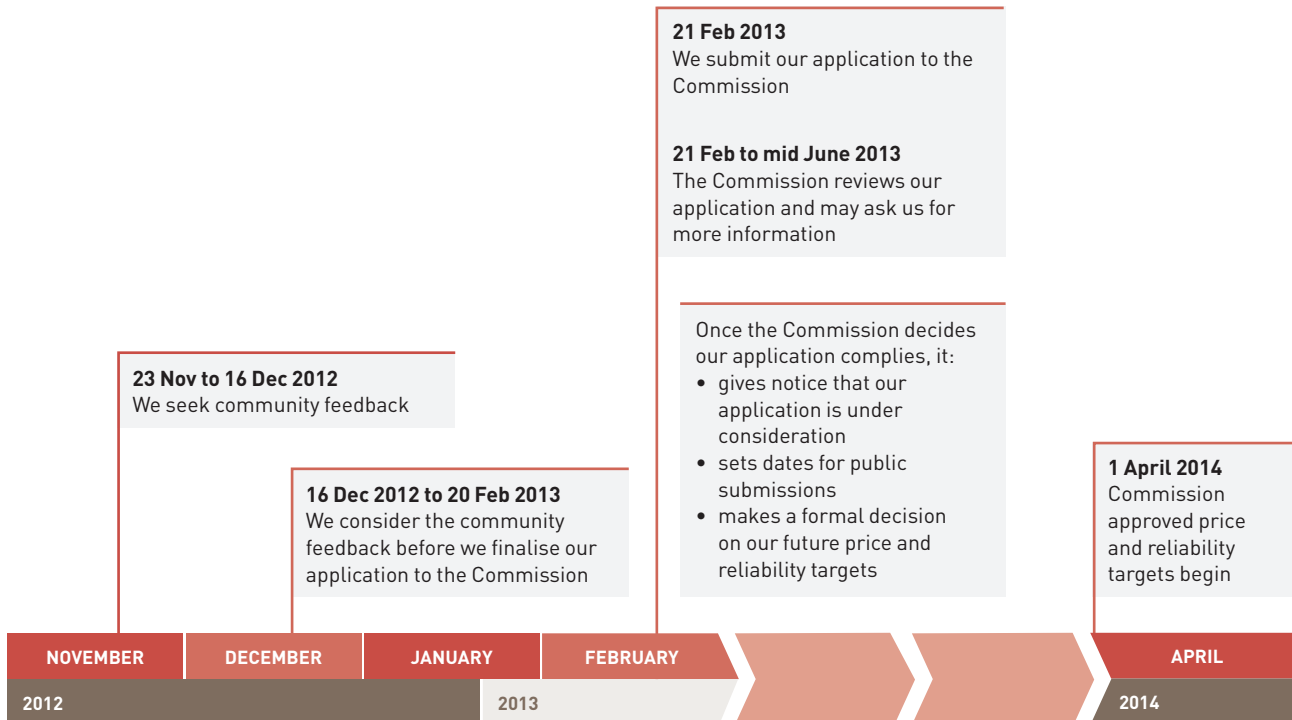 21 Feb 2013
We submit our application to the
Commission
21 Feb to mid June 2013
The Commission reviews our
application and may ask us for
more information
Once the Commission decides
our application complies, it:
• gives notice that our
application is under
consideration
• sets dates for public
submissions
• makes a formal decision
on our future price and
reliability targets
23 Nov to 16 Dec 2012
We seek community feedback
16 Dec 2012 to 20 Feb 2013
We consider the community
feedback before we finalise our
application to the Commission
1 April 2014
Commission
approved price
and reliability
targets begin
NOVEMBER DECEMBER JANUARY FEBRUARY APRIL
2012 2013 2014